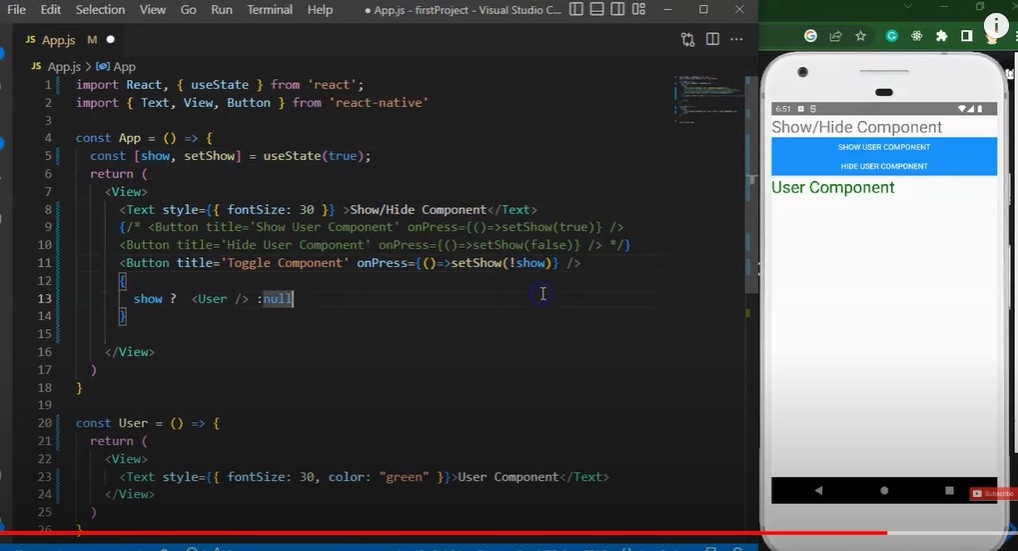 File Edit Selection View Go Run Terminal Help ● App.js - firstProject - Visual Studio C...
JS App.js M ●
JS App.js > App
1 import React, { useState } from 'react';
2 import { Text, View, Button } from 'react-native'
3
4 const App = () => {
5 const [show, setShow] = useState(true);
6 return (
7 <View>
8 <Text style={{ fontSize: 30 }} >Show/Hide Component</Text>
9 {/* <Button title='Show User Component' onPress={()=>setShow(true)} />
10 <Button title='Hide User Component' onPress={()=>setShow(false)} /> */}
11 <Button title='Toggle Component' onPress={()=>setShow(!show)} />
12 {
13 show ? <User /> :null
14 }
15
16 </View>
17 )
18 }
19
20 const User = () => {
21 return (
22 <View>
23 <Text style={{ fontSize: 30, color: "green" }}>User Component</Text>
24 </View>
25 )
26 }
6:51
Show/Hide Component
SHOW USER COMPONENT
HIDE USER COMPONENT
User Component
Subscribe